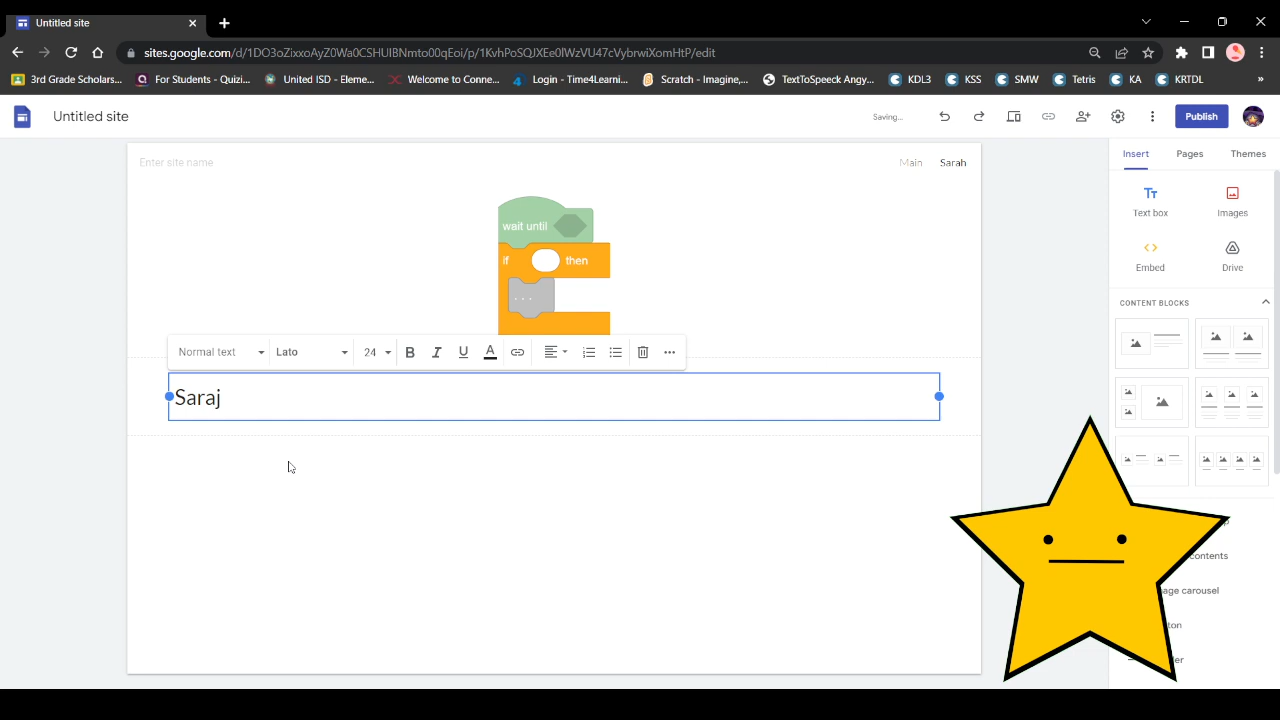 Untitled site
sites.google.com/d/1DO3oZixxoAyZ0Wa0CSHUlBNmto00qEoi/p/1KvhPoSQJXEe0lWzVU47cVybrwiXomHtP/edit
3rd Grade Scholars... For Students - Quizi... United ISD - Eleme... Welcome to Conne... Login - Time4Learni... Scratch - Imagine,... TextToSpeeck Angy... KDL3 KSS SMW Tetris KA KRTDL »
Untitled site Saving... Publish
Enter site name Main Sarah
Insert Pages Themes
Text box Images
wait until
If then
...
Embed Drive
CONTENT BLOCKS
Normal text Lato 24 B I U A
Saraj
contents
age carousel
ton